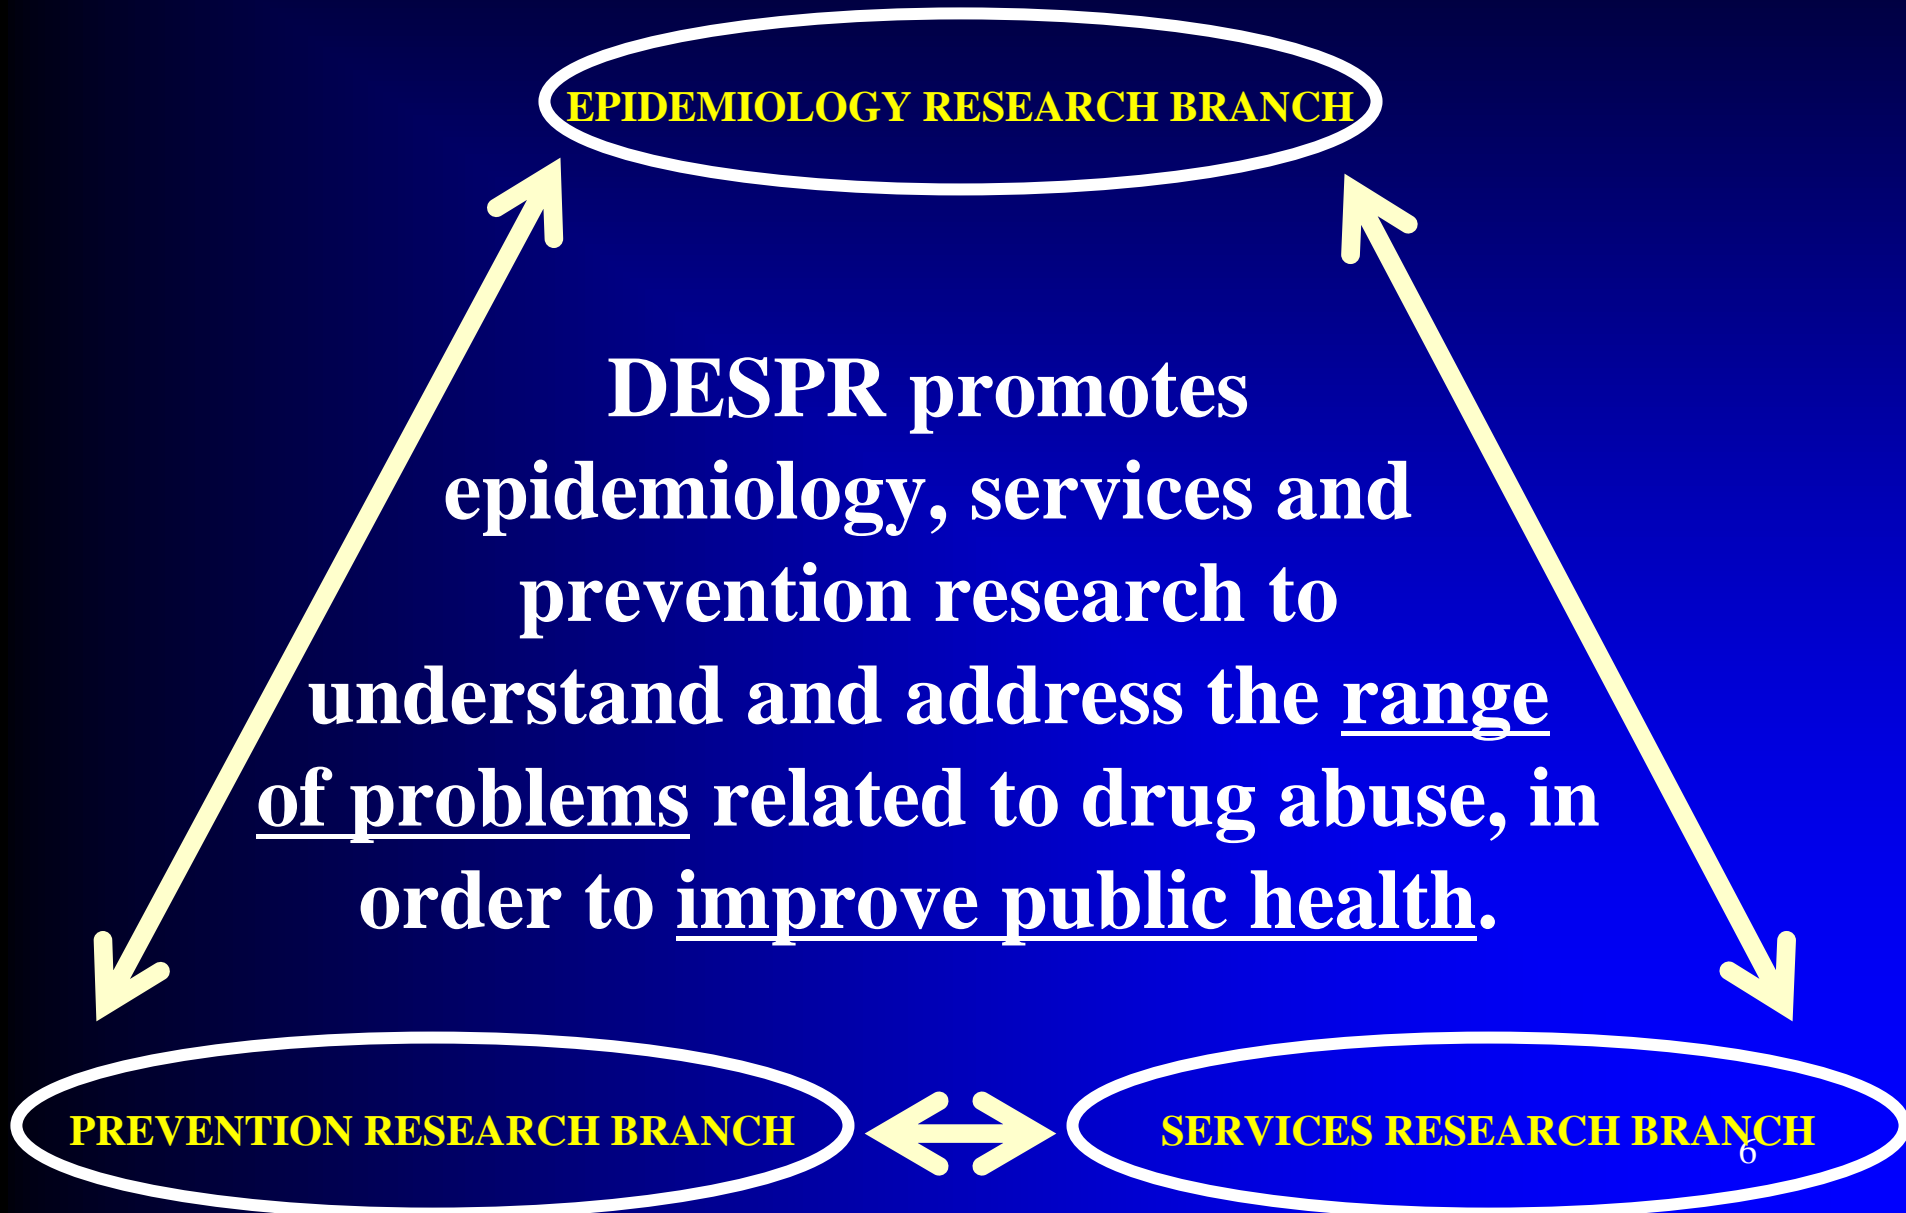 EPIDEMIOLOGY RESEARCH BRANCH
DESPR promotes
epidemiology, services and
prevention research to
understand and address the range
of problems related to drug abuse, in
order to improve public health.
PREVENTION RESEARCH BRANCH
SERVICES RESEARCH BRANCH
6